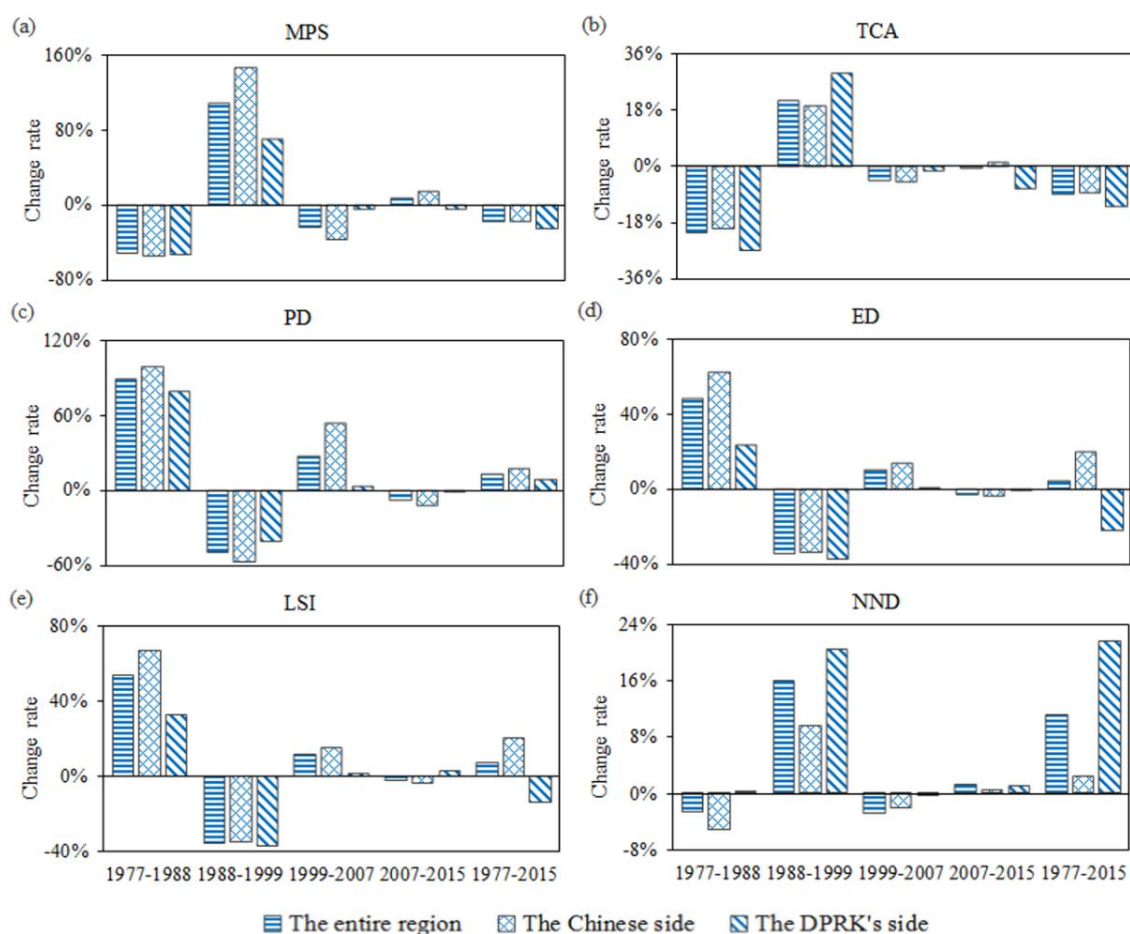 (a) MPS
160%
80%
0%
-80%
Change rate
(b) TCA
36%
18%
0%
-18%
-36%
Change rate
(c) PD
120%
60%
0%
-60%
Change rate
(d) ED
80%
40%
0%
-40%
Change rate
(e) LSI
80%
40%
0%
-40%
Change rate
1977-1988 1988-1999 1999-2007 2007-2015 1977-2015
(f) NND
24%
16%
8%
0%
-8%
Change rate
1977-1988 1988-1999 1999-2007 2007-2015 1977-2015
The entire region The Chinese side The DPRK's side